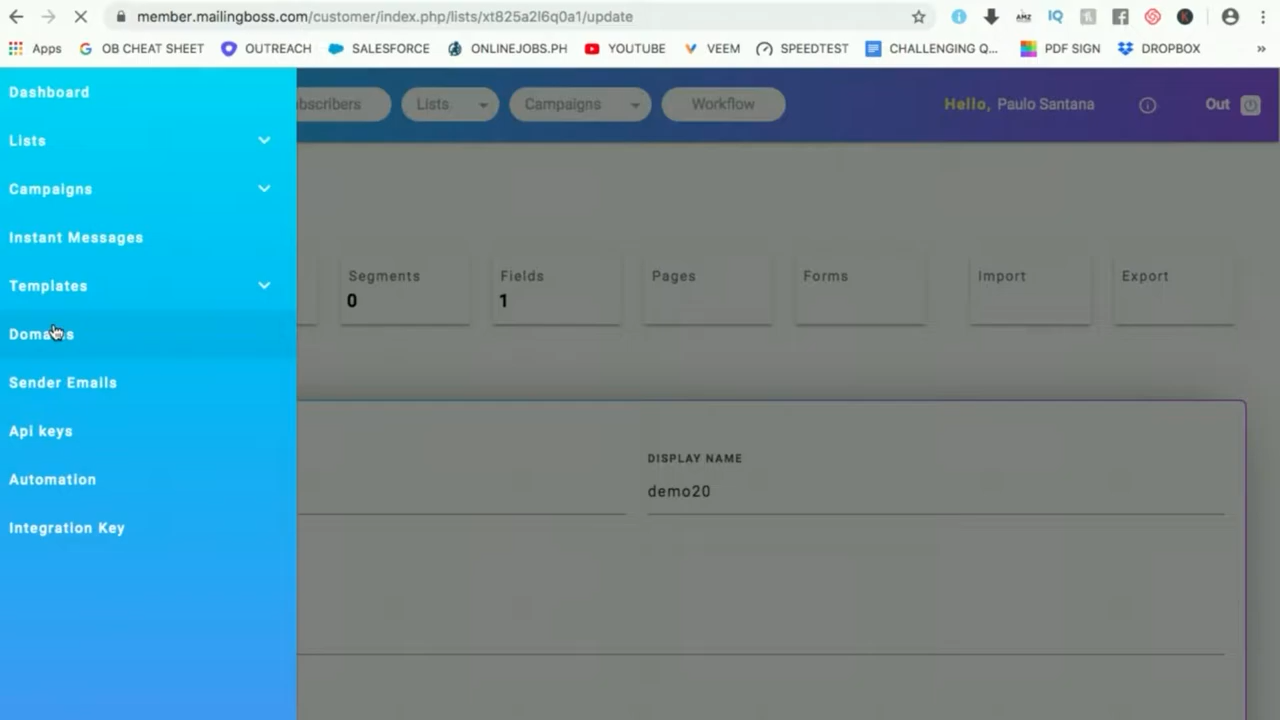 member.mailingboss.com/customer/index.php/lists/xt825a2l6q0a1/update
Apps OB CHEAT SHEET OUTREACH SALESFORCE ONLINEJOBS.PH YOUTUBE VEEM SPEEDTEST CHALLENGING Q... PDF SIGN DROPBOX »
Dashboard
bscribers Lists Campaigns Workflow Hello, Paulo Santana Out
Lists
Campaigns
Instant Messages
Templates
Domains
Sender Emails
Api keys
Automation
Integration Key
Segments Fields Pages Forms Import Export
0 1
DISPLAY NAME
demo20